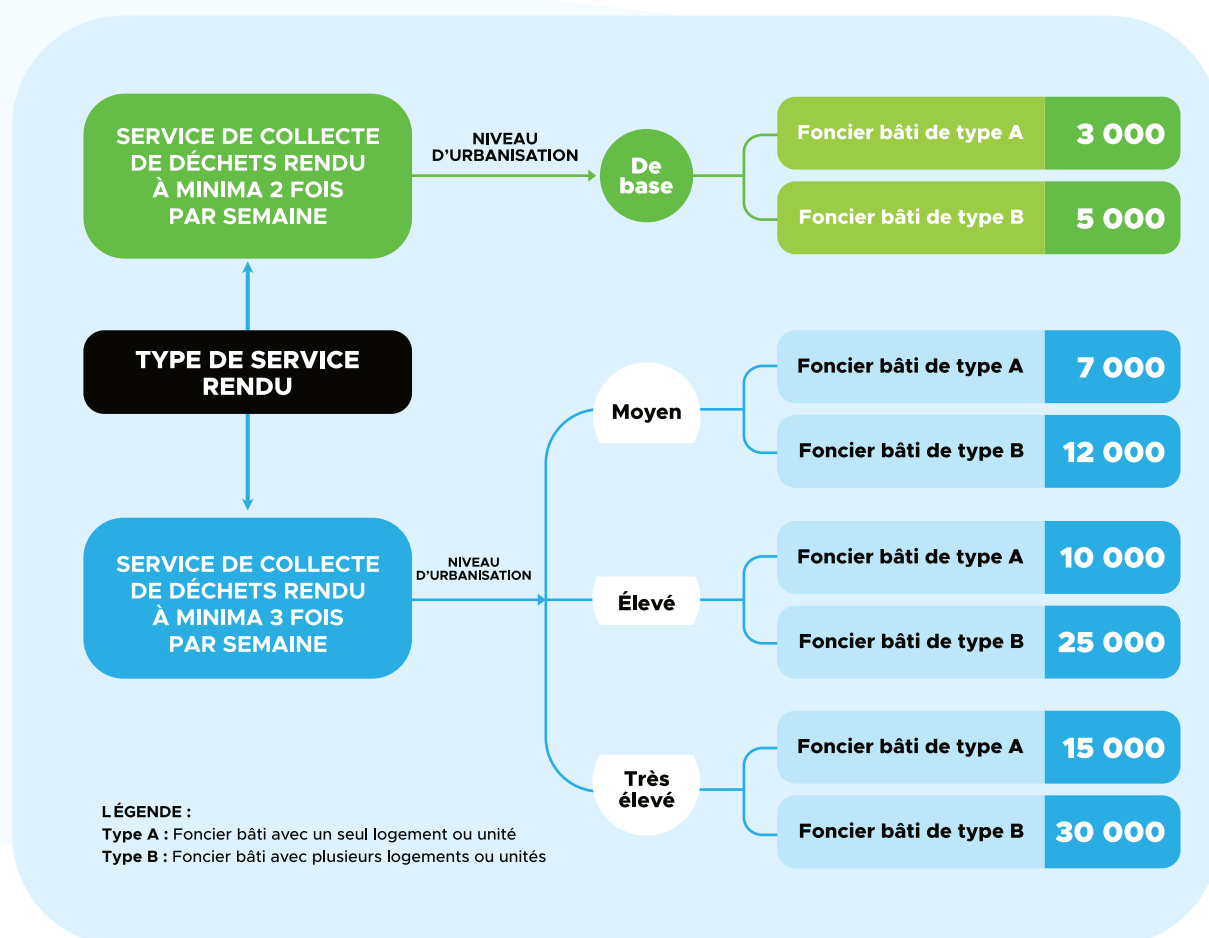 SERVICE DE COLLECTE
DE DÉCHETS RENDU
À MINIMA 2 FOIS
PAR SEMAINE
NIVEAU
D'URBANISATION
De
base
Foncier bâti de type A
3 000
Foncier bâti de type B
5 000
TYPE DE SERVICE
RENDU
SERVICE DE COLLECTE
DE DÉCHETS RENDU
À MINIMA 3 FOIS
PAR SEMAINE
NIVEAU
D'URBANISATION
Moyen
Foncier bâti de type A
7 000
Foncier bâti de type B
12 000
Élevé
Foncier bâti de type A
10 000
Foncier bâti de type B
25 000
Très
élevé
Foncier bâti de type A
15 000
Foncier bâti de type B
30 000
LÉGENDE :
Type A : Foncier bâti avec un seul logement ou unité
Type B : Foncier bâti avec plusieurs logements ou unités